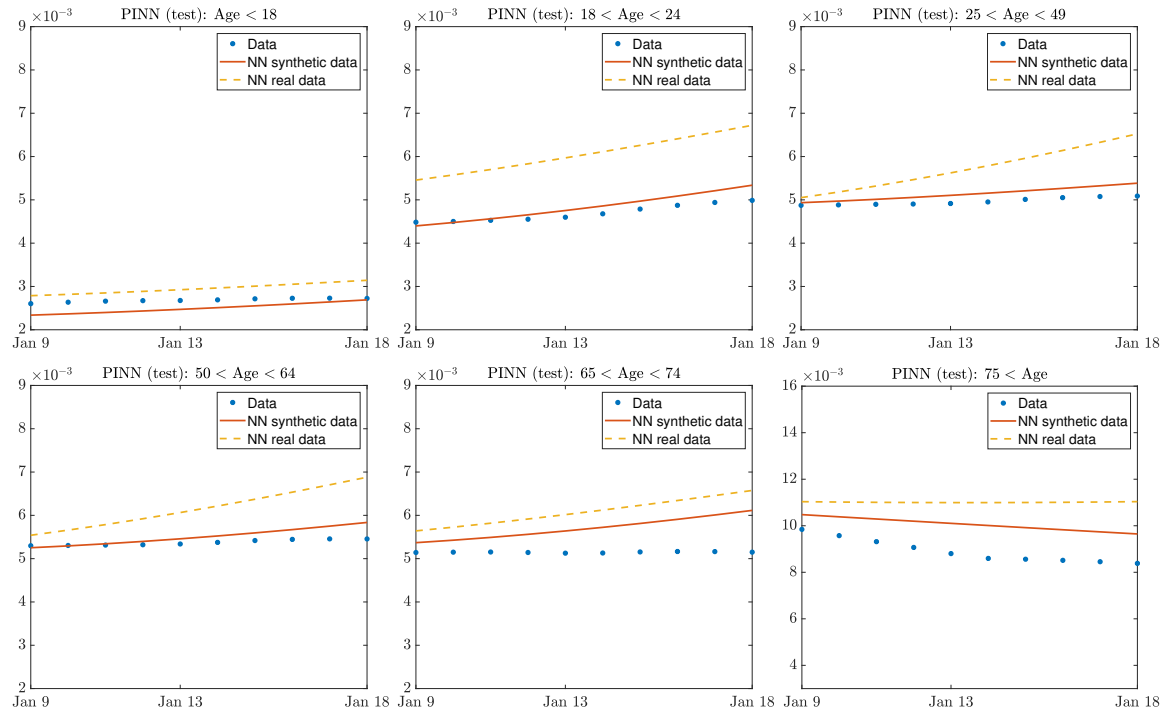 ×10⁻³ PINN (test): Age < 18
9
8
7
6
5
4
3
2
Data
NN synthetic data
NN real data
Jan 9 Jan 13 Jan 18
×10⁻³ PINN (test): 18 < Age < 24
9
8
7
6
5
4
3
2
Data
NN synthetic data
NN real data
Jan 9 Jan 13 Jan 18
×10⁻³ PINN (test): 25 < Age < 49
9
8
7
6
5
4
3
2
Data
NN synthetic data
NN real data
Jan 9 Jan 13 Jan 18
×10⁻³ PINN (test): 50 < Age < 64
9
8
7
6
5
4
3
2
Data
NN synthetic data
NN real data
Jan 9 Jan 13 Jan 18
×10⁻³ PINN (test): 65 < Age < 74
9
8
7
6
5
4
3
2
Data
NN synthetic data
NN real data
Jan 9 Jan 13 Jan 18
×10⁻³ PINN (test): 75 < Age
16
14
12
10
8
6
4
Data
NN synthetic data
NN real data
Jan 9 Jan 13 Jan 18